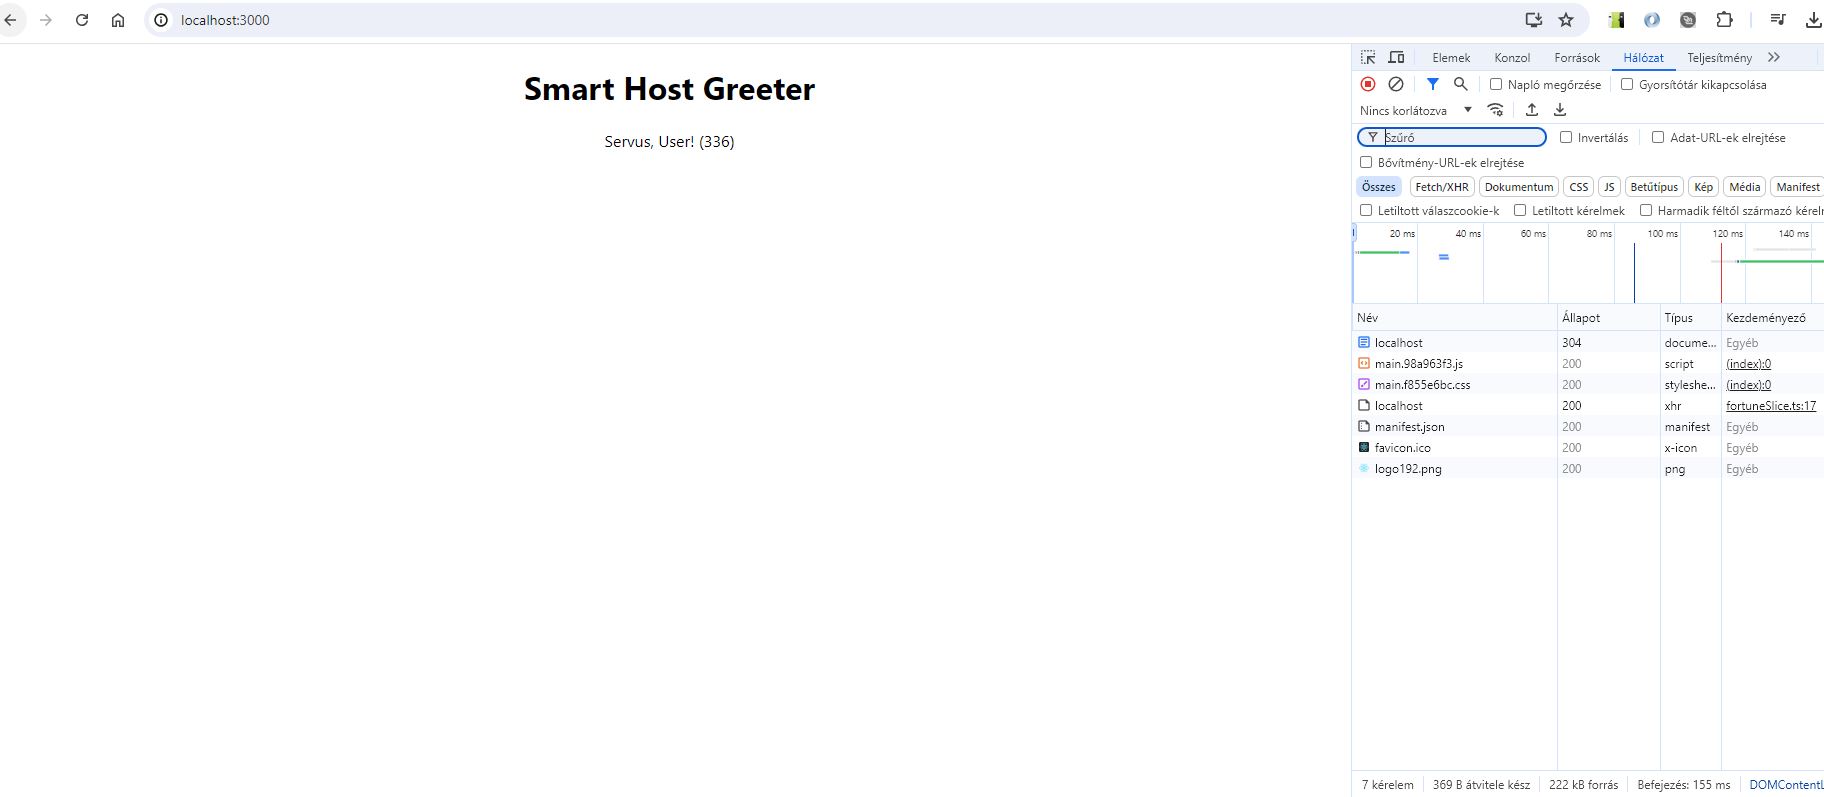 localhost:3000
Smart Host Greeter
Servus, User! (336)
Elemek Konzol Források Hálózat Teljesítmény
Napló megőrzése Gyorsítótár kikapcsolása
Nincs korlátozva
Szűrő Invertálás Adat-URL-ek elrejtése
Bővítmény-URL-ek elrejtése
Összes Fetch/XHR Dokumentum CSS JS Betűtípus Kép Média Manifest
Letiltott válaszcookie-k Letiltott kérelmek Harmadik féltől származó kérelm
20 ms 40 ms 60 ms 80 ms 100 ms 120 ms 140 ms
Név Állapot Típus Kezdeményező
localhost 304 docume... Egyéb
main.98a963f3.js 200 script (index):0
main.f855e6bc.css 200 styleshe... (index):0
localhost 200 xhr fortuneSlice.ts:17
manifest.json 200 manifest Egyéb
favicon.ico 200 x-icon Egyéb
logo192.png 200 png Egyéb
7 kérelem 369 B átvitele kész 222 kB forrás Befejezés: 155 ms DOMContentL